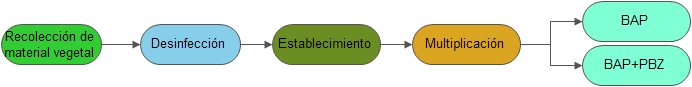 Recolección de
material vegetal
Desinfección
Establecimiento
Multiplicación
BAP
BAP+PBZ